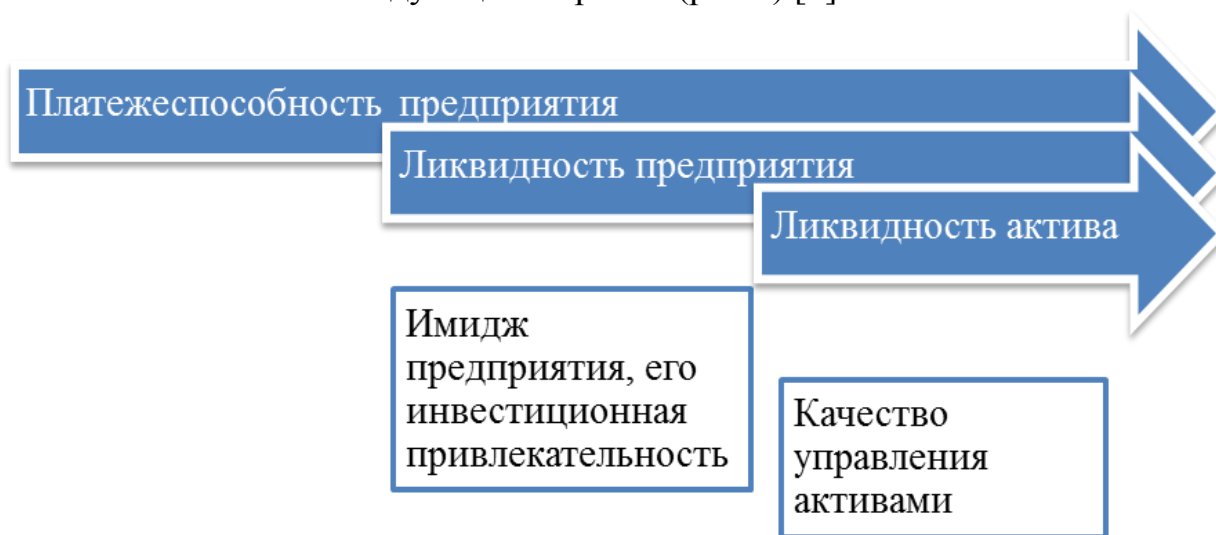 Платежеспособность предприятия
Ликвидность предприятия
Ликвидность актива
Имидж
предприятия, его
инвестиционная
привлекательность
Качество
управления
активами